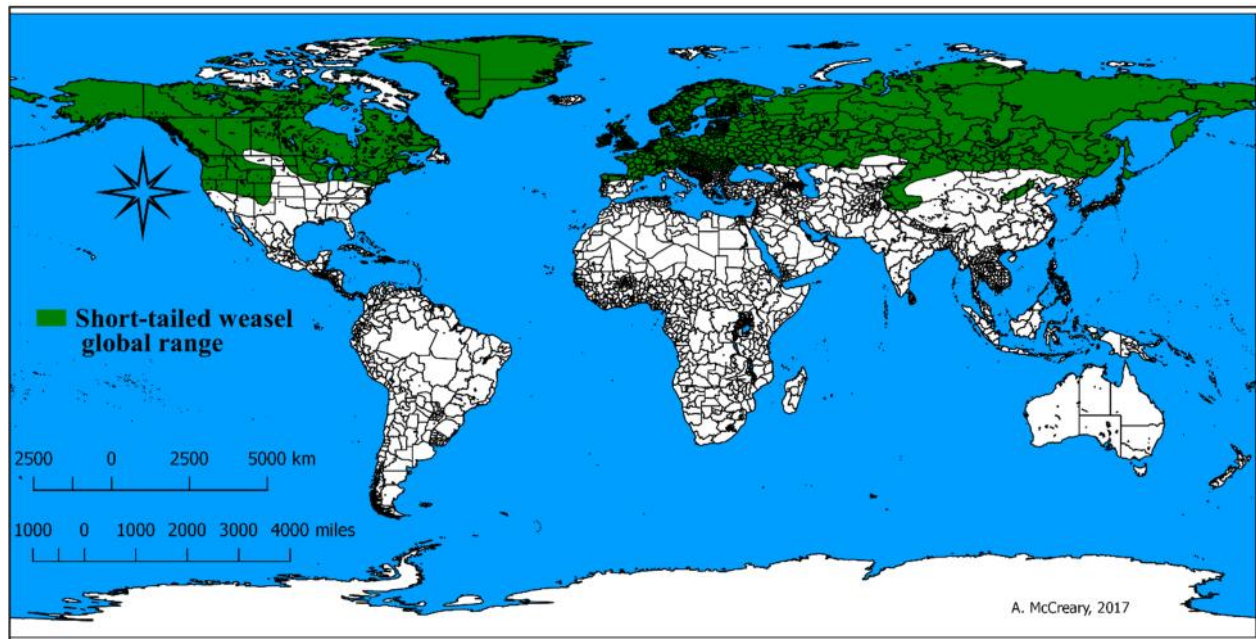 Short-tailed weasel
global range
2500 0 2500 5000 km
1000 0 1000 2000 3000 4000 miles
A. McCreary, 2017